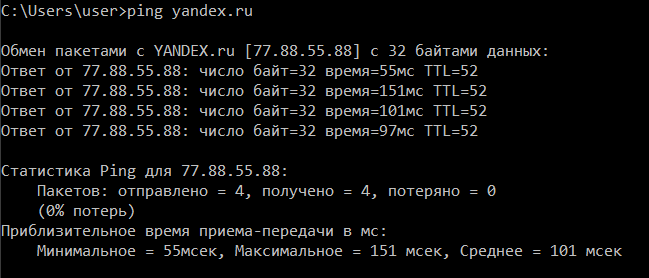 C:\Users\user>ping yandex.ru
Обмен пакетами с YANDEX.ru [77.88.55.88] с 32 байтами данных:
Ответ от 77.88.55.88: число байт=32 время=55мс TTL=52
Ответ от 77.88.55.88: число байт=32 время=151мс TTL=52
Ответ от 77.88.55.88: число байт=32 время=101мс TTL=52
Ответ от 77.88.55.88: число байт=32 время=97мс TTL=52
Статистика Ping для 77.88.55.88:
Пакетов: отправлено = 4, получено = 4, потеряно = 0
(0% потерь)
Приблизительное время приема-передачи в мс:
Минимальное = 55мсек, Максимальное = 151 мсек, Среднее = 101 мсек